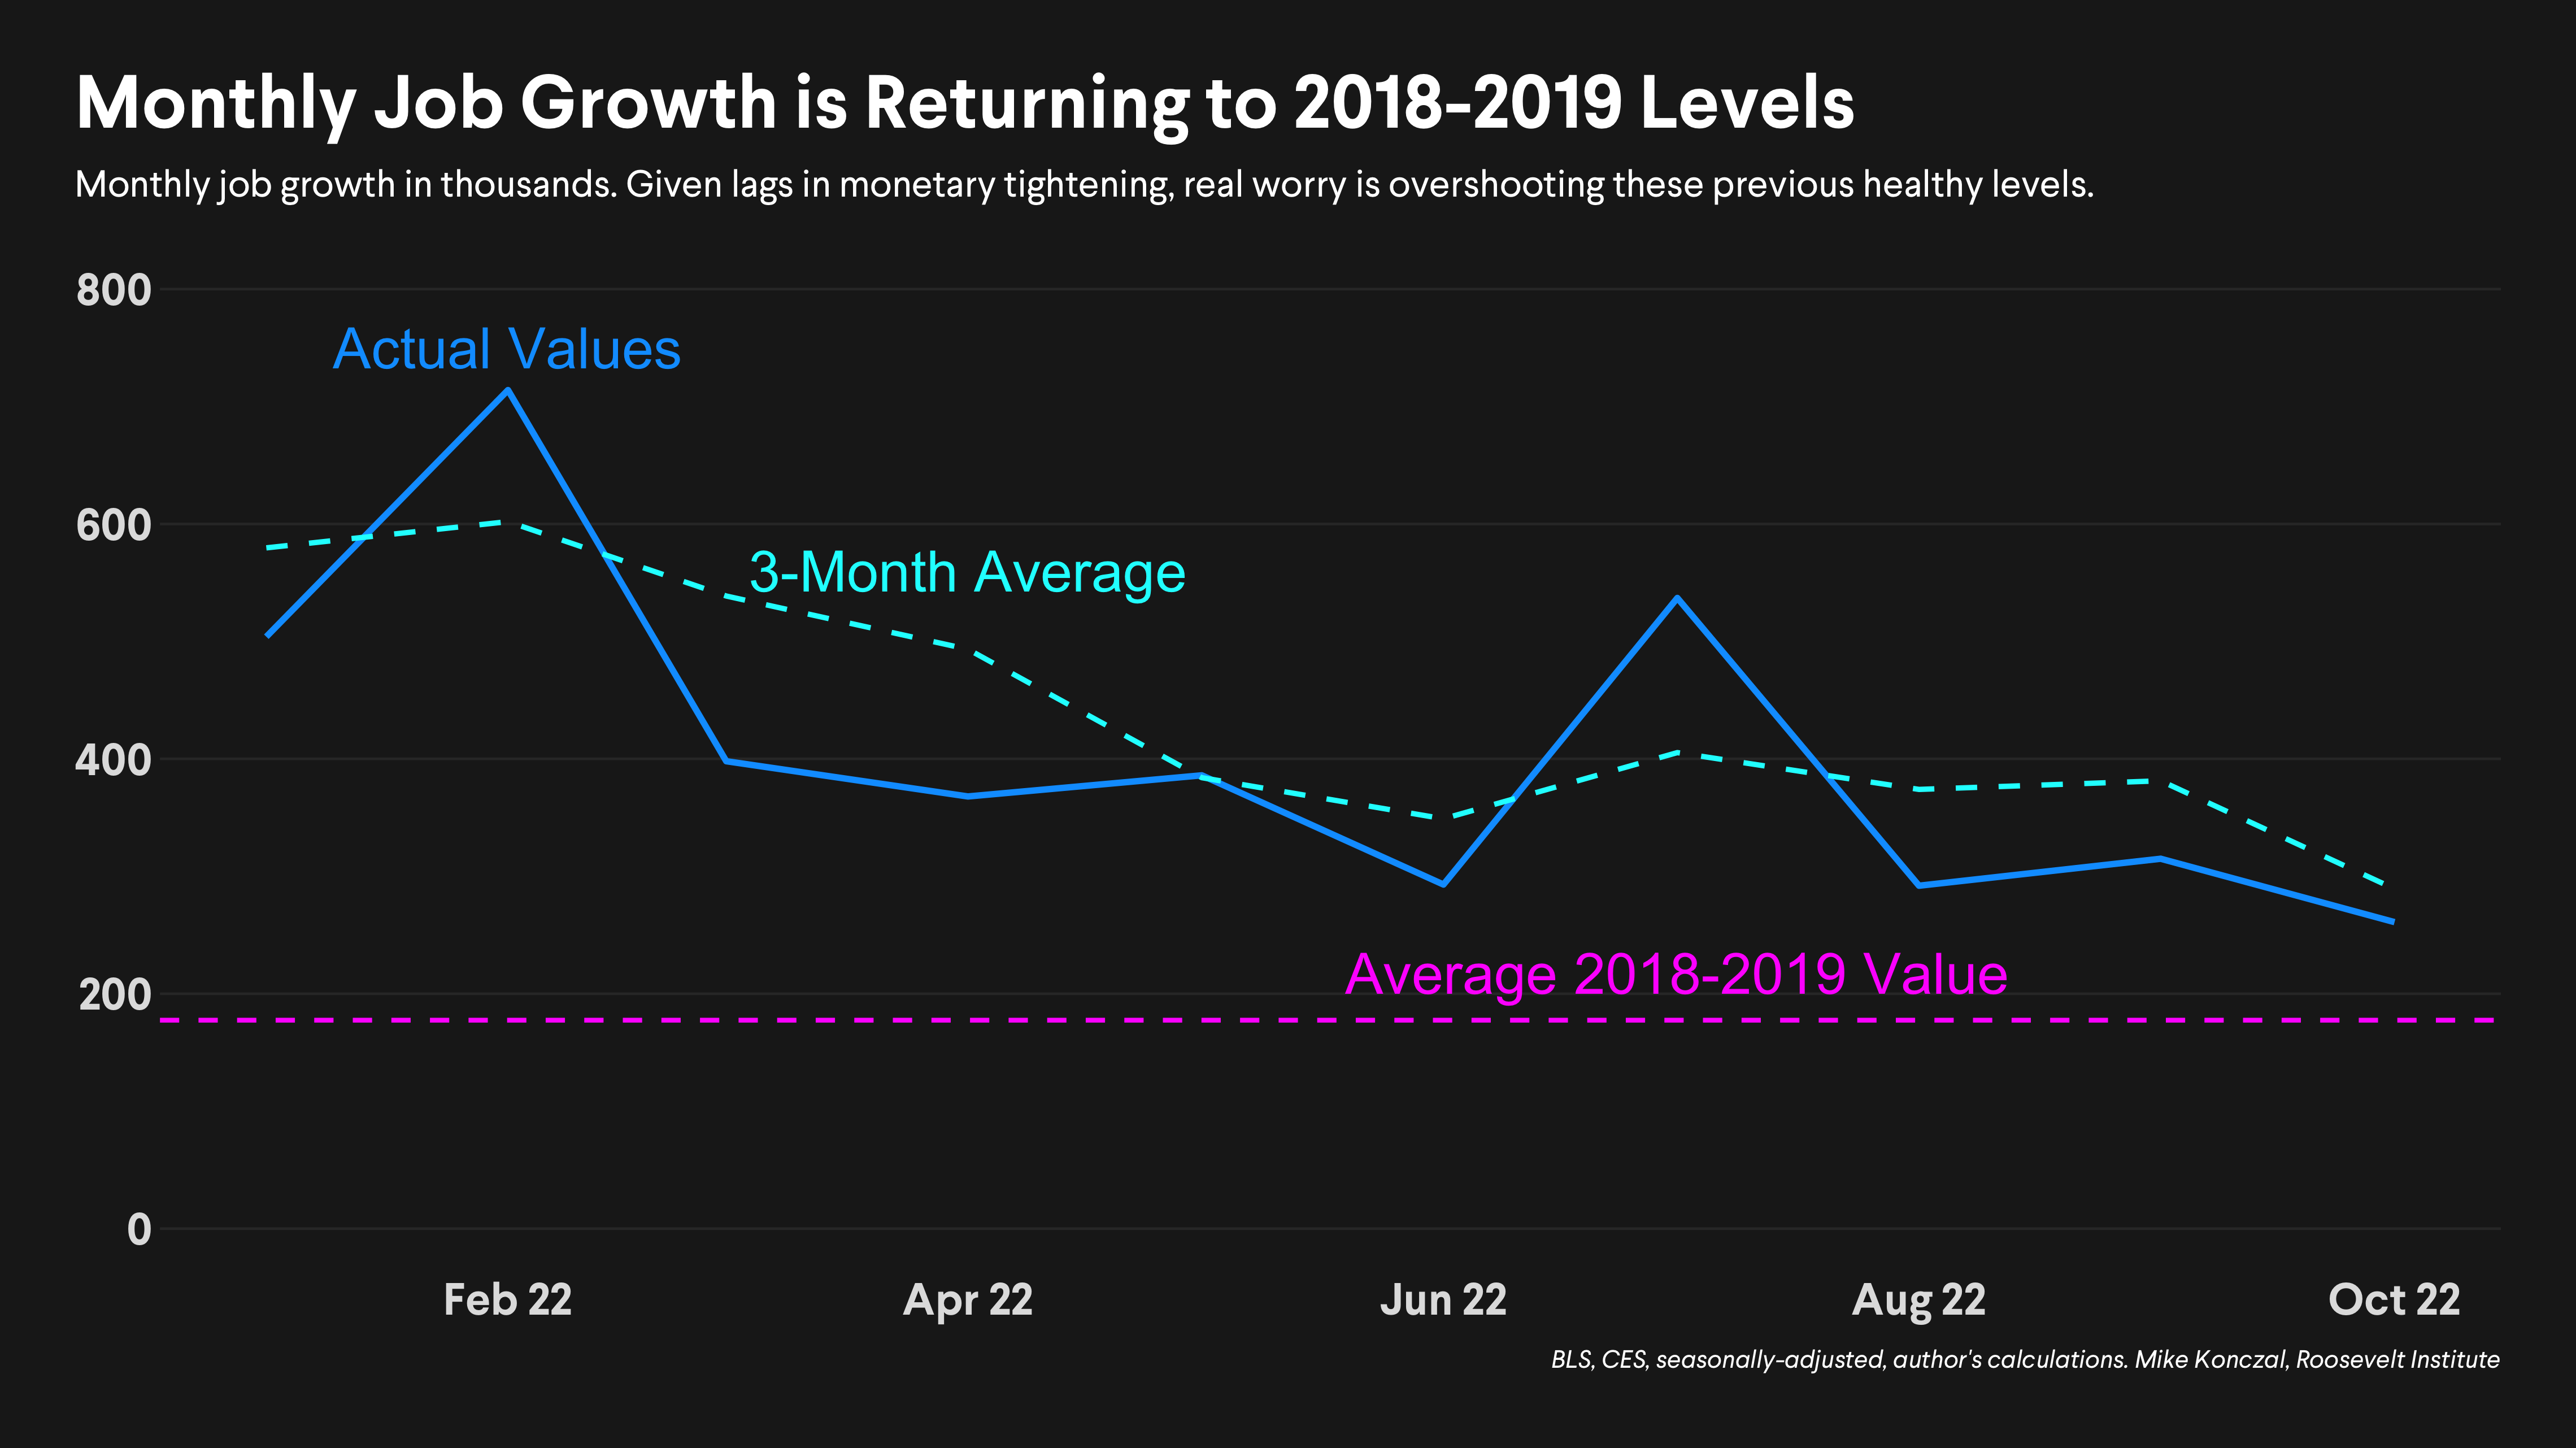 Monthly Job Growth is Returning to 2018-2019 Levels
Monthly job growth in thousands. Given lags in monetary tightening, real worry is overshooting these previous healthy levels.
800
Actual Values
600
3-Month Average
400
Average 2018-2019 Value
200
0
Feb 22 Apr 22 Jun 22 Aug 22 Oct 22
BLS, CES, seasonally-adjusted, author's calculations. Mike Konczal, Roosevelt Institute